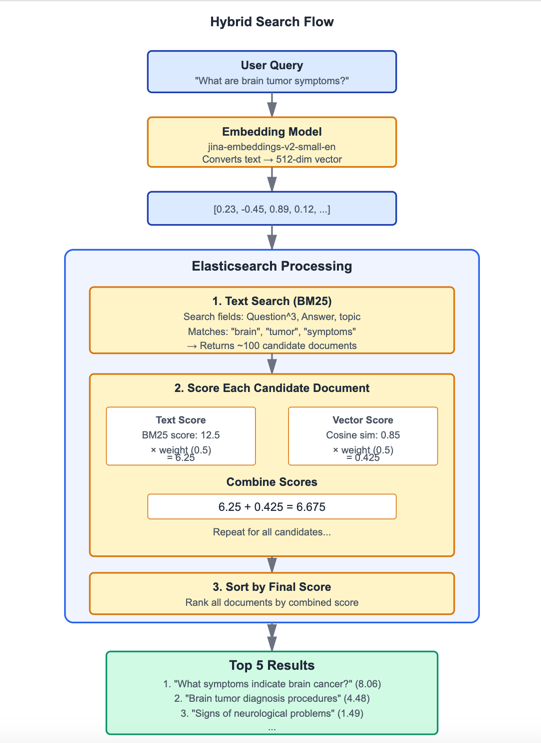 Hybrid Search Flow
User Query
"What are brain tumor symptoms?"
Embedding Model
jina-embeddings-v2-small-en
Converts text → 512-dim vector
[0.23, -0.45, 0.89, 0.12, ...]
Elasticsearch Processing
1. Text Search (BM25)
Search fields: Question^3, Answer, topic
Matches: "brain", "tumor", "symptoms"
→ Returns ~100 candidate documents
2. Score Each Candidate Document
Text Score
BM25 score: 12.5
× weight (0.5)
= 6.25
Vector Score
Cosine sim: 0.85
× weight (0.5)
= 0.425
Combine Scores
6.25 + 0.425 = 6.675
Repeat for all candidates...
3. Sort by Final Score
Rank all documents by combined score
Top 5 Results
1. "What symptoms indicate brain cancer?" (8.06)
2. "Brain tumor diagnosis procedures" (4.48)
3. "Signs of neurological problems" (1.49)
...